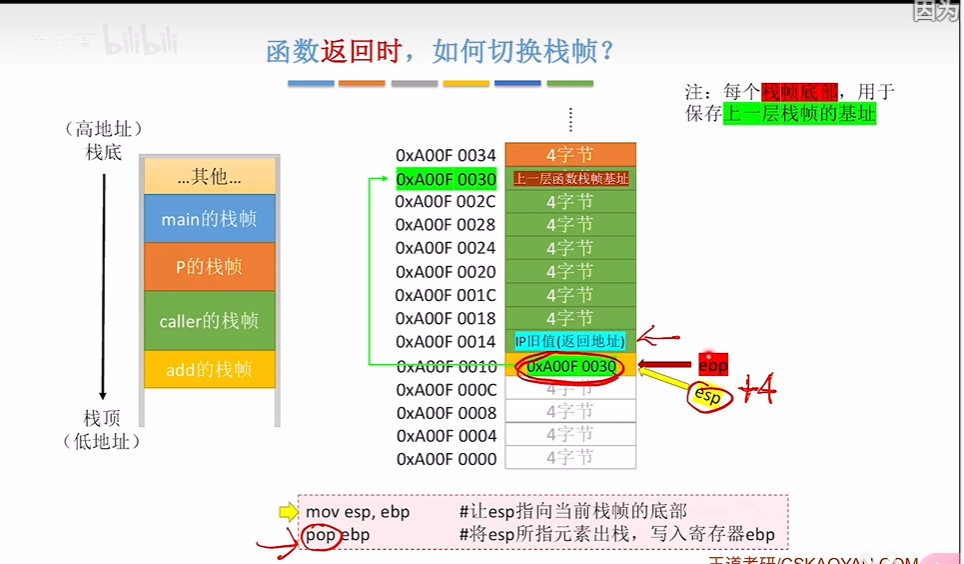 因为
bilibili
函数返回时，如何切换栈帧？
注：每个栈帧底部，用于
保存上一层栈帧的基址
（高地址）
栈底
...其他...
main的栈帧
P的栈帧
caller的栈帧
add的栈帧
栈顶
（低地址）
0xA00F 0034 4字节
0xA00F 0030 上一层函数栈帧基址
0xA00F 002C 4字节
0xA00F 0028 4字节
0xA00F 0024 4字节
0xA00F 0020 4字节
0xA00F 001C 4字节
0xA00F 0018 4字节
0xA00F 0014 IP旧值(返回地址)
0xA00F 0010 0xA00F 0030 ebp
esp +4
0xA00F 000C 4字节
0xA00F 0008 4字节
0xA00F 0004 4字节
0xA00F 0000 4字节
mov esp, ebp #让esp指向当前栈帧的底部
pop ebp #将esp所指元素出栈，写入寄存器ebp
王道考研/CSKAOYAN.COM